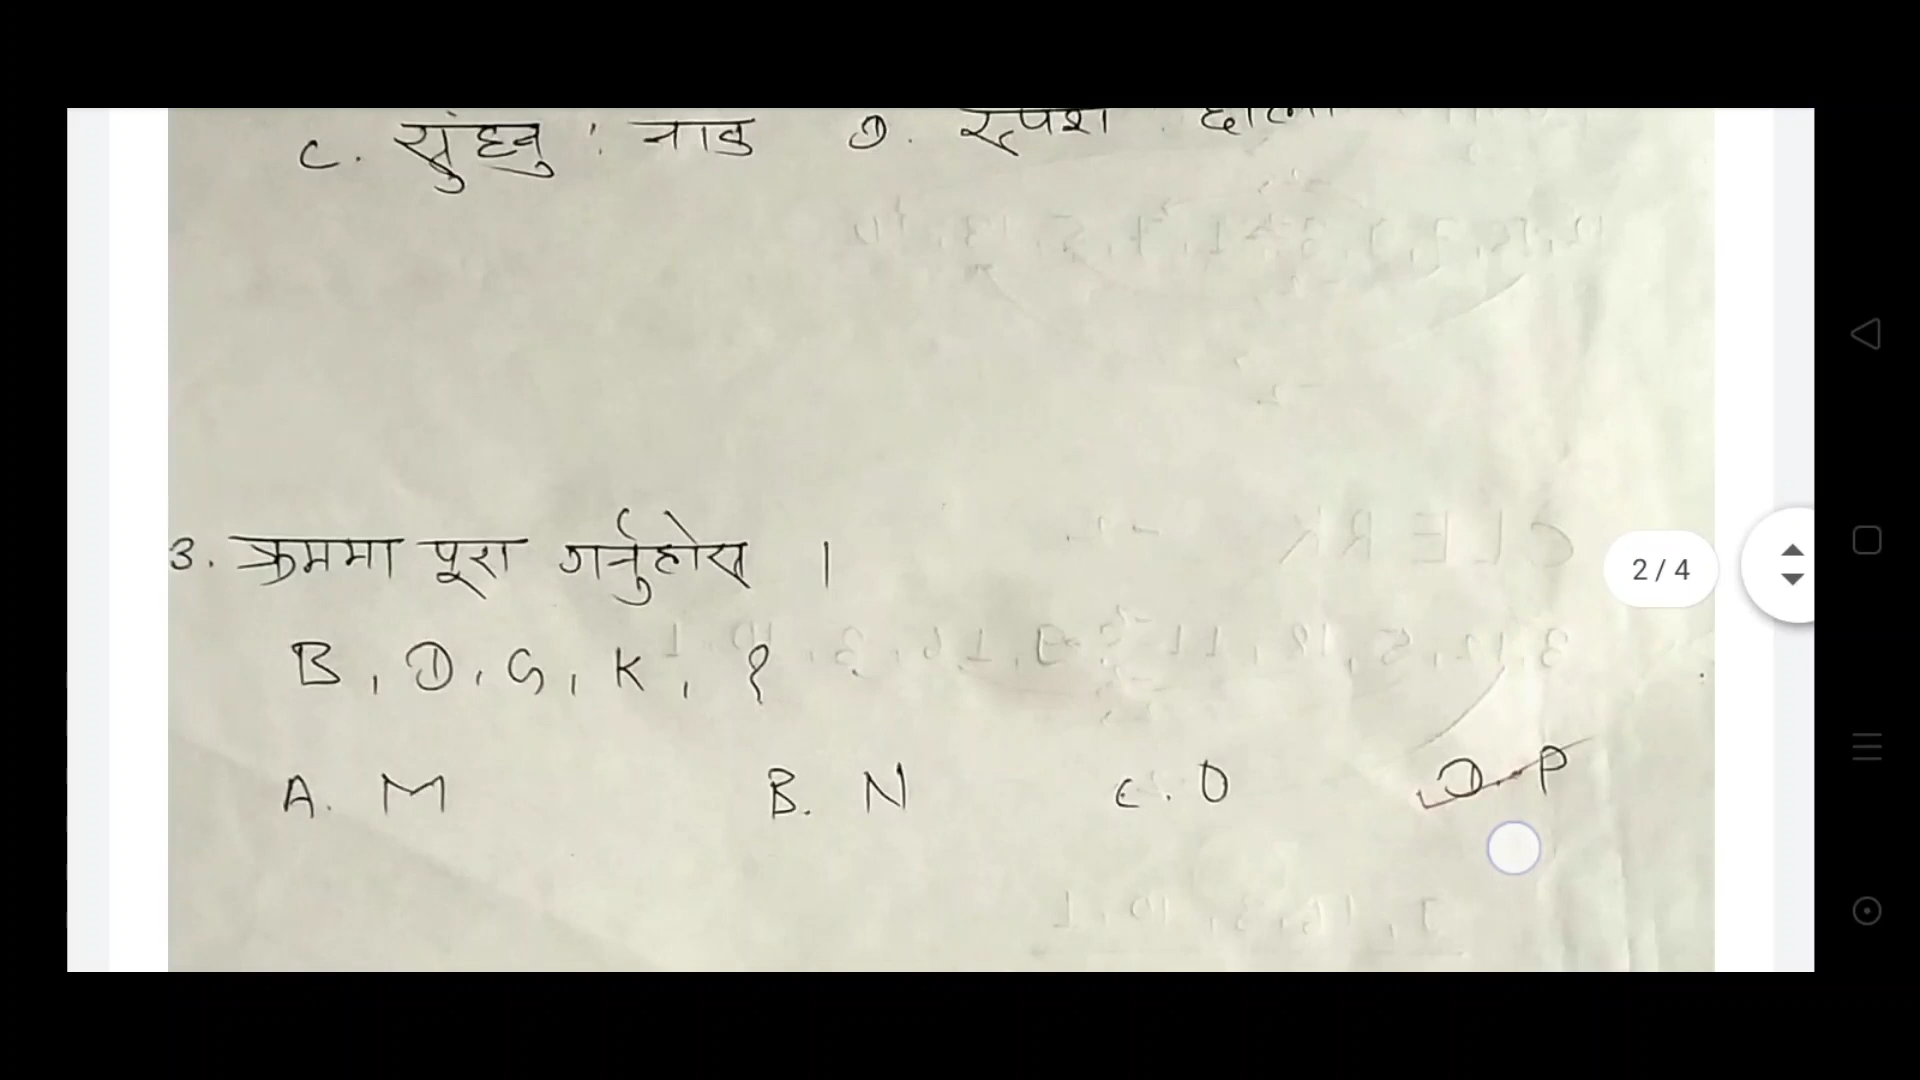 C. सुंघ्नु : नाक D. स्पर्श : छाला
3. क्रममा पूरा गर्नुहोस ।
2 / 4
B, D, G, K, ?
A. M B. N C. O D. P